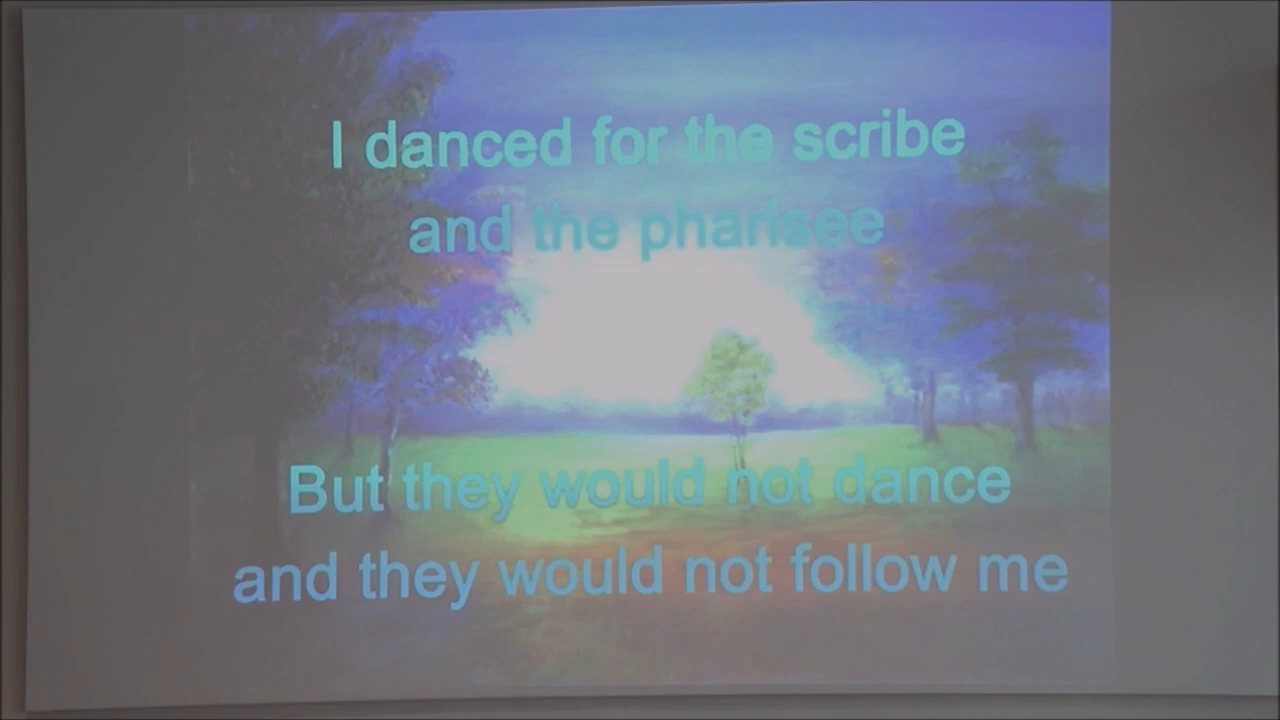 I danced for the scribe
and the pharisee
But they would not dance
and they would not follow me